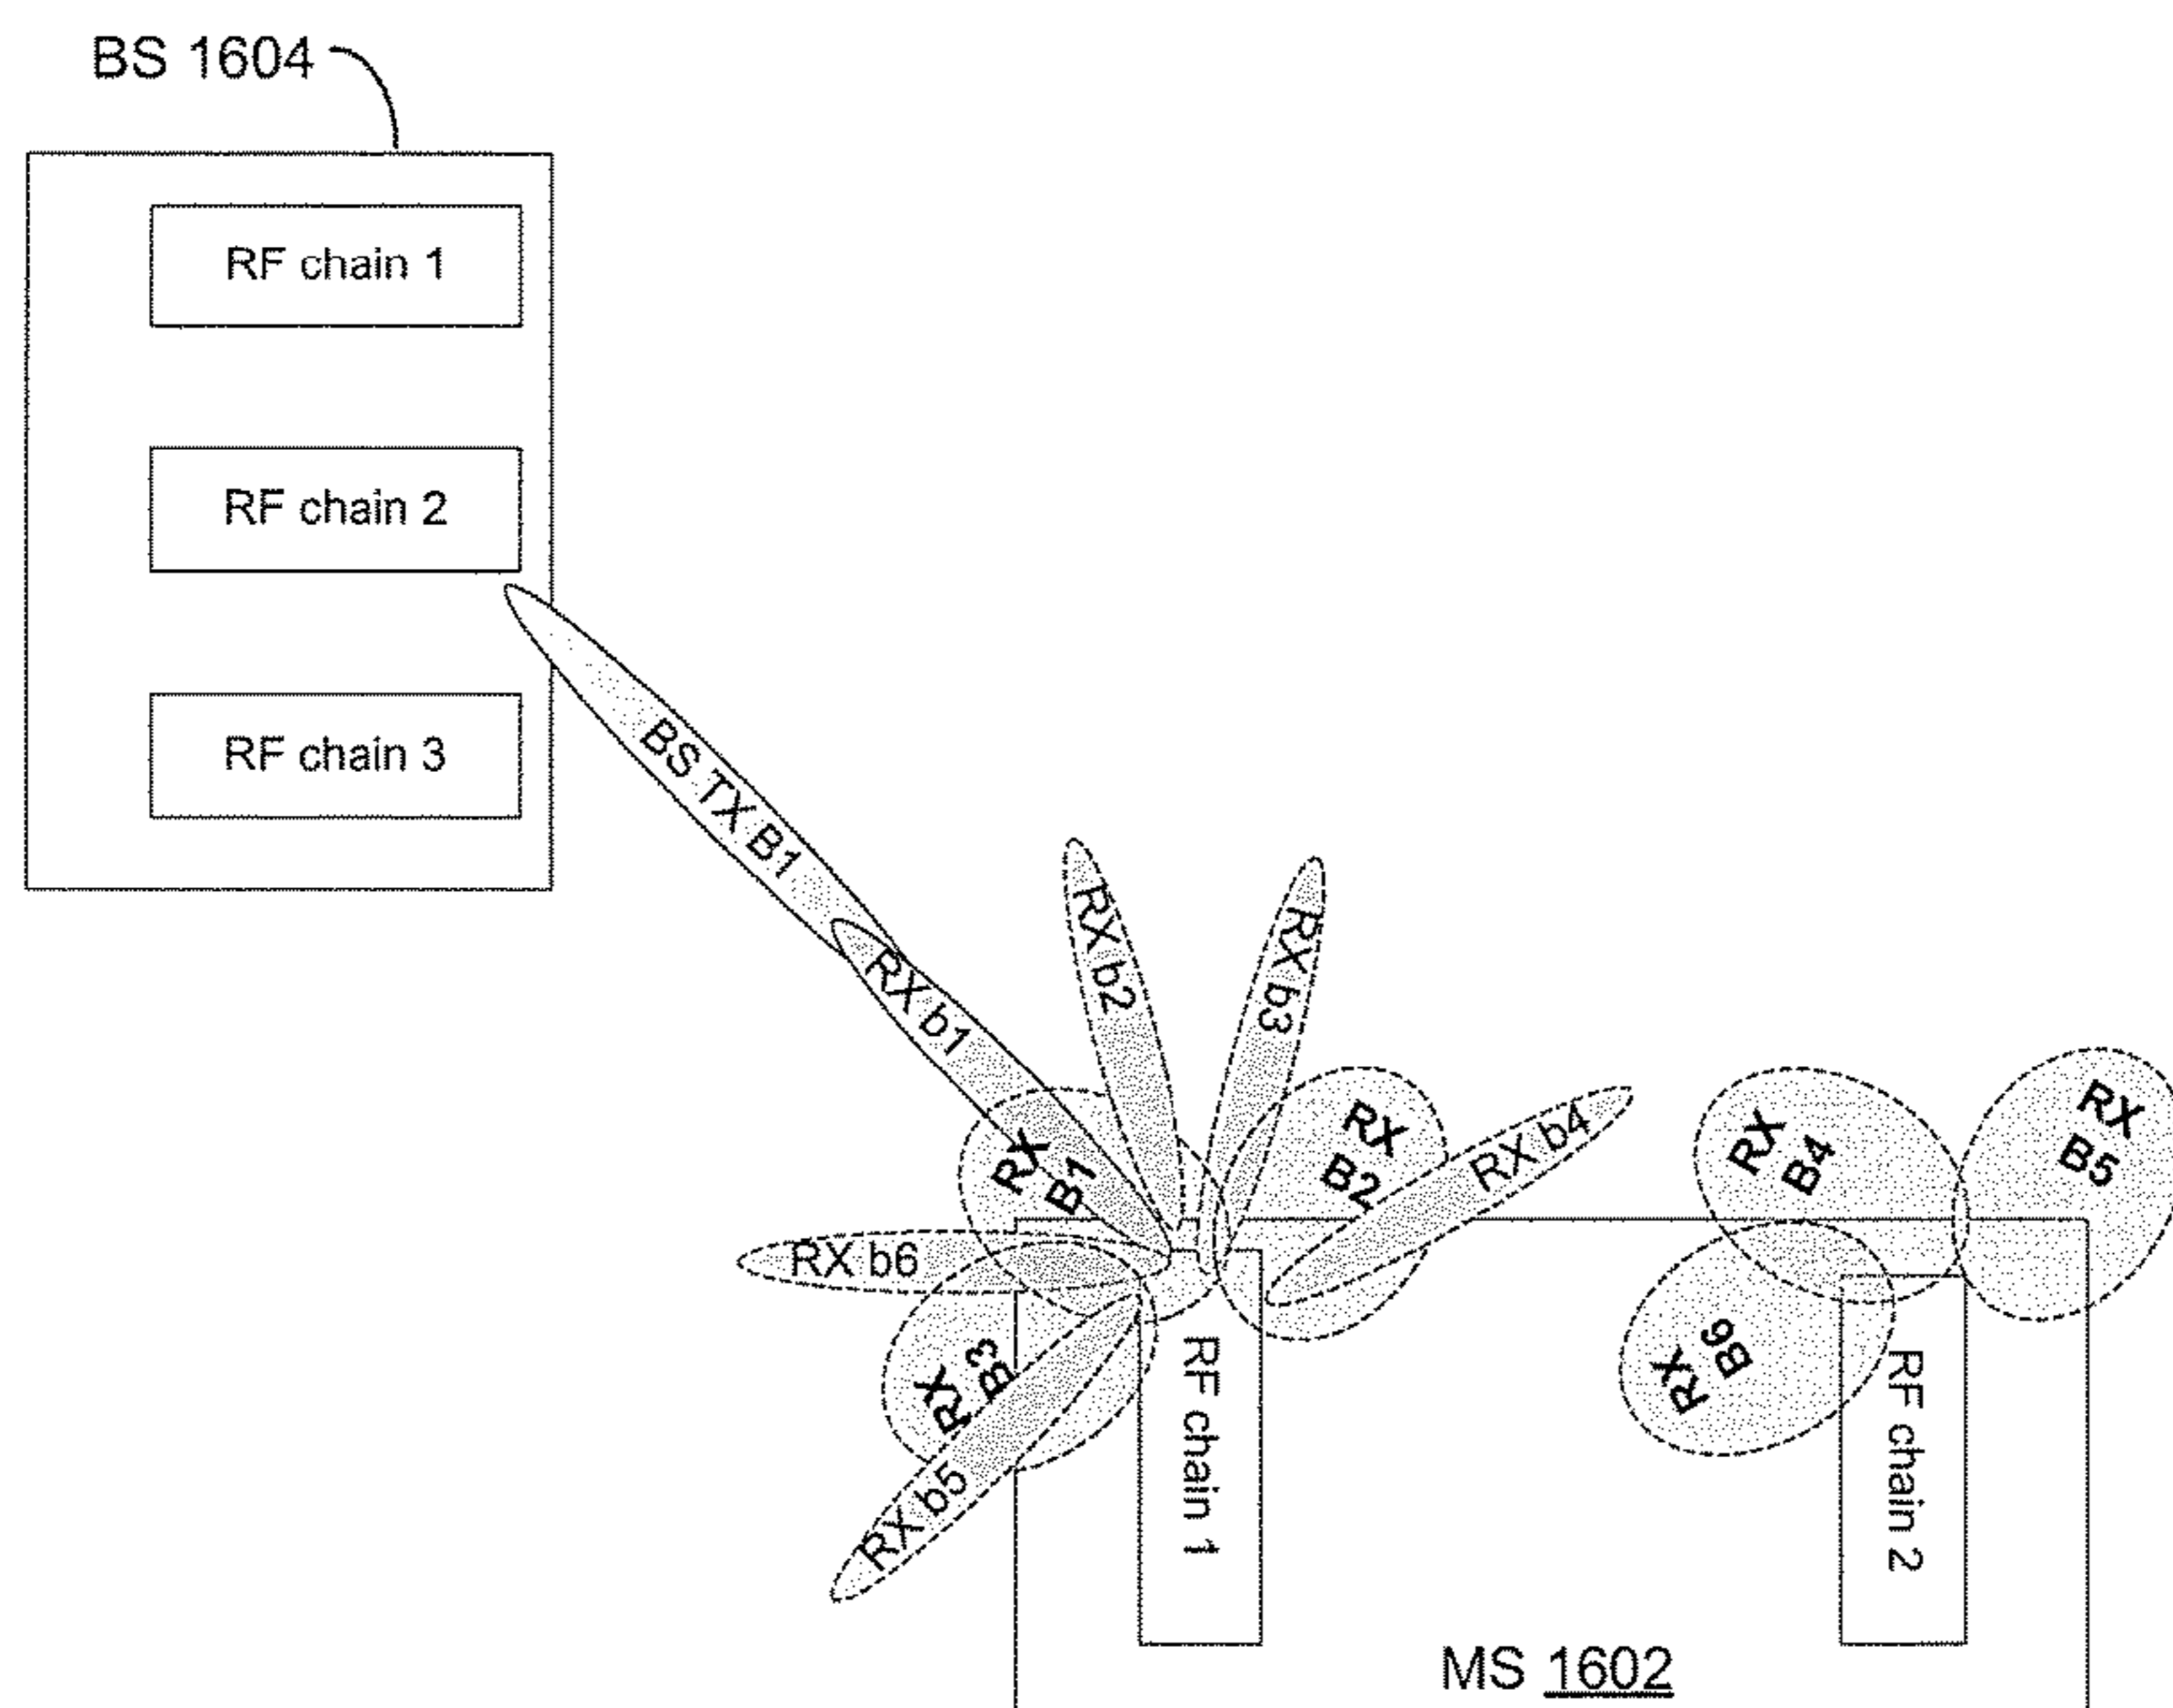 BS 1604
RF chain 1
RF chain 2
RF chain 3
BS TX B1
RX b1
RX b2
RX b3
RX
B1
RX
B2
RX b4
RX
B4
RX
B5
RX b6
RX
B3
RX b5
RX
B6
RF chain 1
RF chain 2
MS 1602